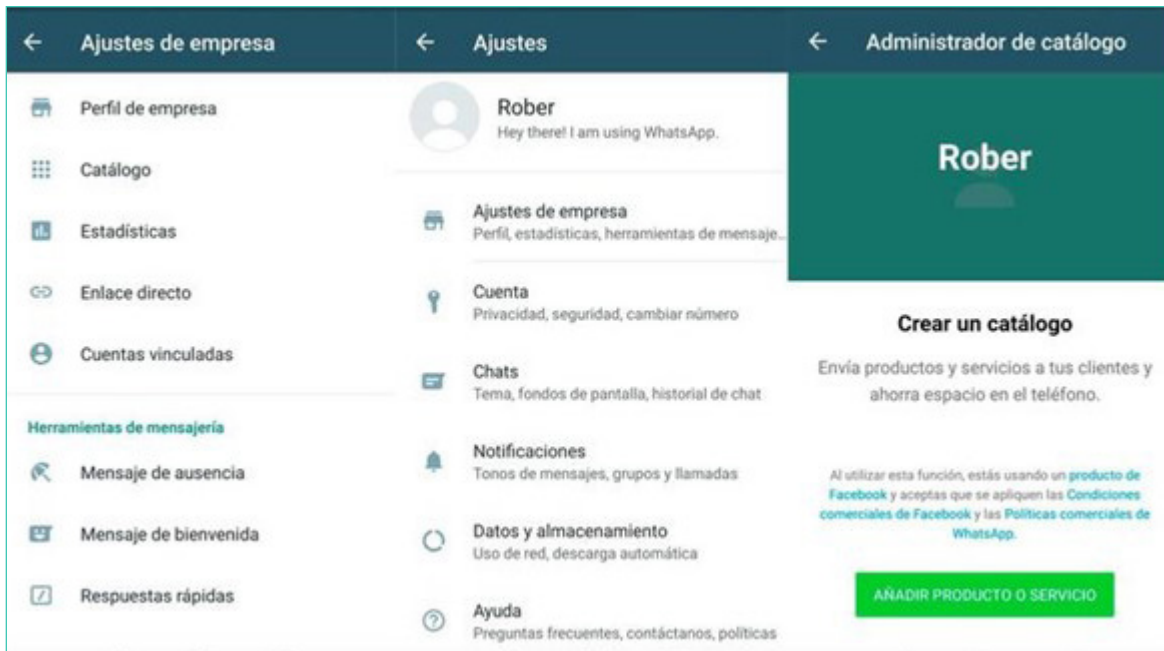 Ajustes de empresa
Perfil de empresa
Catálogo
Estadísticas
Enlace directo
Cuentas vinculadas
Herramientas de mensajería
Mensaje de ausencia
Mensaje de bienvenida
Respuestas rápidas
Ajustes
Rober
Hey there! I am using WhatsApp.
Ajustes de empresa
Perfil, estadísticas, herramientas de mensaje...
Cuenta
Privacidad, seguridad, cambiar número
Chats
Tema, fondos de pantalla, historial de chat
Notificaciones
Tonos de mensajes, grupos y llamadas
Datos y almacenamiento
Uso de red, descarga automática
Ayuda
Preguntas frecuentes, contáctanos, políticas
Administrador de catálogo
Rober
Crear un catálogo
Envía productos y servicios a tus clientes y
ahorra espacio en el teléfono.
Al utilizar esta función, estás usando un producto de
Facebook y aceptas que se apliquen las Condiciones
comerciales de Facebook y las Políticas comerciales de
WhatsApp.
AÑADIR PRODUCTO O SERVICIO